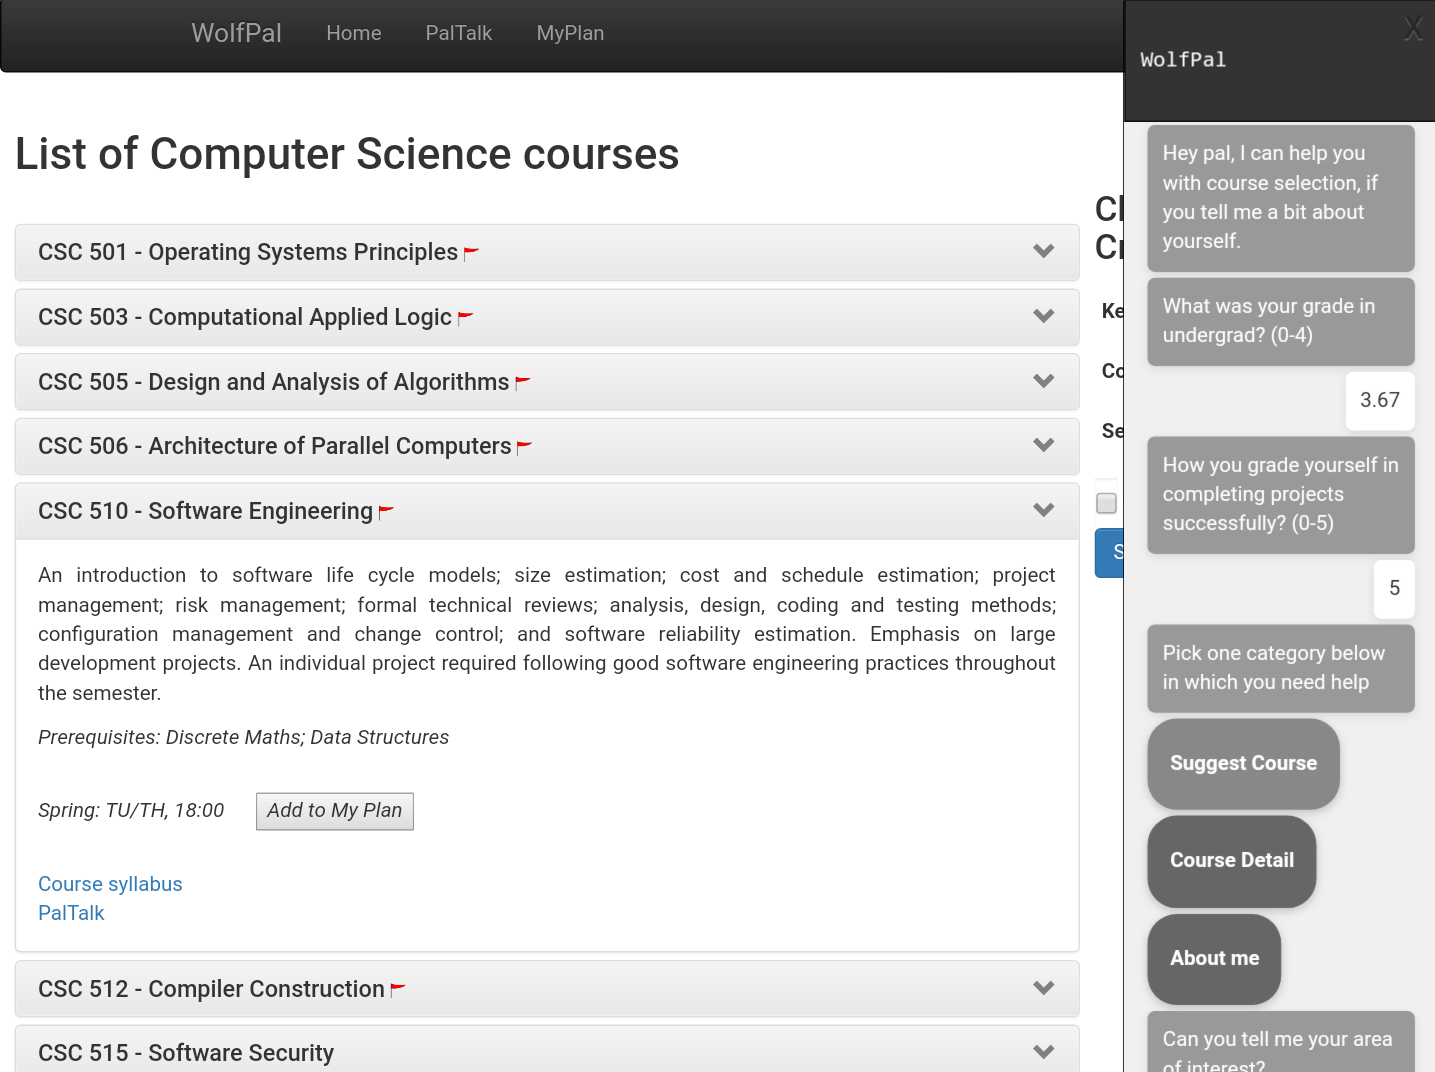 WolfPal Home PalTalk MyPlan
List of Computer Science courses
CSC 501 - Operating Systems Principles
CSC 503 - Computational Applied Logic
CSC 505 - Design and Analysis of Algorithms
CSC 506 - Architecture of Parallel Computers
CSC 510 - Software Engineering
An introduction to software life cycle models; size estimation; cost and schedule estimation; project
management; risk management; formal technical reviews; analysis, design, coding and testing methods;
configuration management and change control; and software reliability estimation. Emphasis on large
development projects. An individual project required following good software engineering practices throughout
the semester.
Prerequisites: Discrete Maths; Data Structures
Spring: TU/TH, 18:00 Add to My Plan
Course syllabus
PalTalk
CSC 512 - Compiler Construction
CSC 515 - Software Security
Ke
Co
Se
S
X
WolfPal
Hey pal, I can help you
with course selection, if
you tell me a bit about
yourself.
What was your grade in
undergrad? (0-4)
3.67
How you grade yourself in
completing projects
successfully? (0-5)
5
Pick one category below
in which you need help
Suggest Course
Course Detail
About me
Can you tell me your area
of interest?